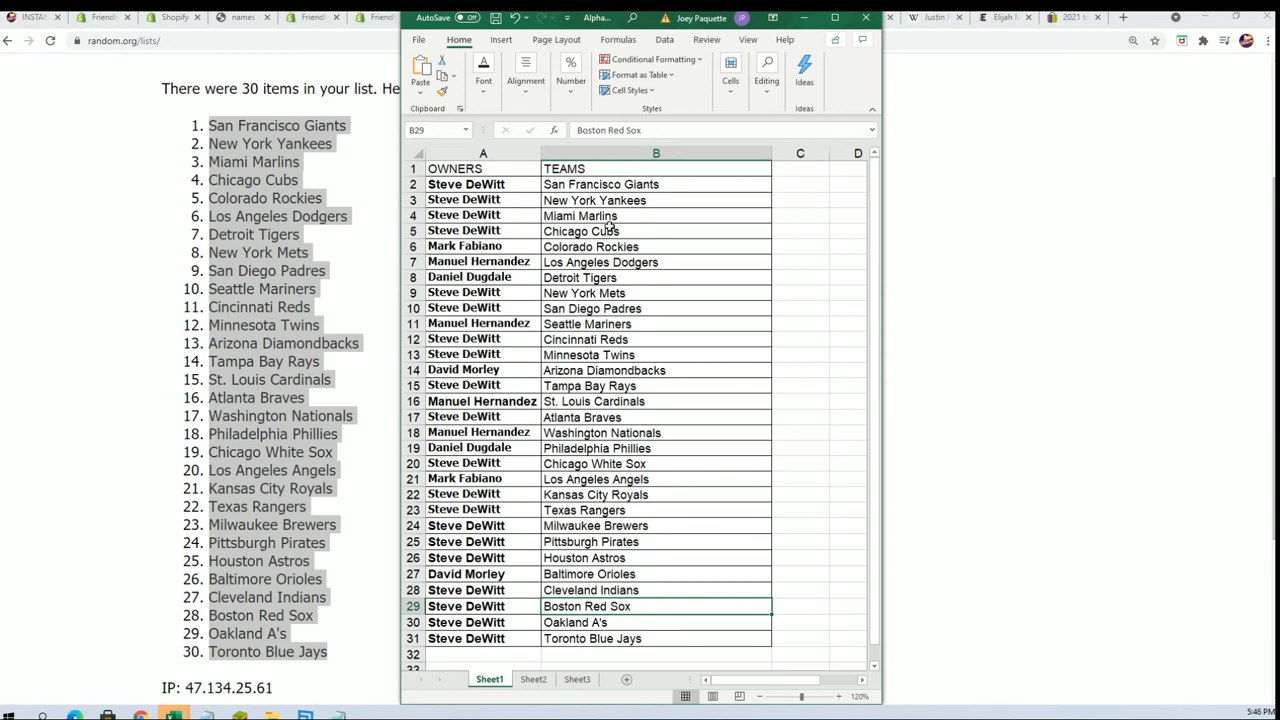 INSTAN
Friendl
Shopify
names
Friendl
Friendl
Justin F
Elijah M
2021 to
random.org/lists/
There were 30 items in your list. He
1. San Francisco Giants
2. New York Yankees
3. Miami Marlins
4. Chicago Cubs
5. Colorado Rockies
6. Los Angeles Dodgers
7. Detroit Tigers
8. New York Mets
9. San Diego Padres
10. Seattle Mariners
11. Cincinnati Reds
12. Minnesota Twins
13. Arizona Diamondbacks
14. Tampa Bay Rays
15. St. Louis Cardinals
16. Atlanta Braves
17. Washington Nationals
18. Philadelphia Phillies
19. Chicago White Sox
20. Los Angeles Angels
21. Kansas City Royals
22. Texas Rangers
23. Milwaukee Brewers
24. Pittsburgh Pirates
25. Houston Astros
26. Baltimore Orioles
27. Cleveland Indians
28. Boston Red Sox
29. Oakland A's
30. Toronto Blue Jays
IP: 47.134.25.61
AutoSave Off Alpha... Joey Paquette JP
File Home Insert Page Layout Formulas Data Review View Help
Paste Font Alignment Number Conditional Formatting Format as Table Cell Styles Cells Editing Ideas
Clipboard Styles Ideas
B29 fx Boston Red Sox
A B C D
1 OWNERS TEAMS
2 Steve DeWitt San Francisco Giants
3 Steve DeWitt New York Yankees
4 Steve DeWitt Miami Marlins
5 Steve DeWitt Chicago Cubs
6 Mark Fabiano Colorado Rockies
7 Manuel Hernandez Los Angeles Dodgers
8 Daniel Dugdale Detroit Tigers
9 Steve DeWitt New York Mets
10 Steve DeWitt San Diego Padres
11 Manuel Hernandez Seattle Mariners
12 Steve DeWitt Cincinnati Reds
13 Steve DeWitt Minnesota Twins
14 David Morley Arizona Diamondbacks
15 Steve DeWitt Tampa Bay Rays
16 Manuel Hernandez St. Louis Cardinals
17 Steve DeWitt Atlanta Braves
18 Manuel Hernandez Washington Nationals
19 Daniel Dugdale Philadelphia Phillies
20 Steve DeWitt Chicago White Sox
21 Mark Fabiano Los Angeles Angels
22 Steve DeWitt Kansas City Royals
23 Steve DeWitt Texas Rangers
24 Steve DeWitt Milwaukee Brewers
25 Steve DeWitt Pittsburgh Pirates
26 Steve DeWitt Houston Astros
27 David Morley Baltimore Orioles
28 Steve DeWitt Cleveland Indians
29 Steve DeWitt Boston Red Sox
30 Steve DeWitt Oakland A's
31 Steve DeWitt Toronto Blue Jays
32
33
Sheet1 Sheet2 Sheet3
120%
5:46 PM